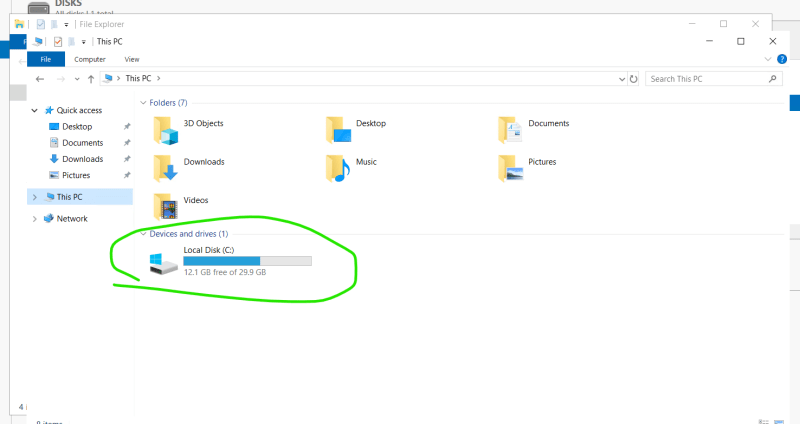 DISKS
All disks | 1 total
File Explorer
This PC
File Computer View
This PC
Search This PC
Quick access
Desktop
Documents
Downloads
Pictures
This PC
Network
Folders (7)
3D Objects
Desktop
Documents
Downloads
Music
Pictures
Videos
Devices and drives (1)
Local Disk (C:)
12.1 GB free of 29.9 GB
4
8 items